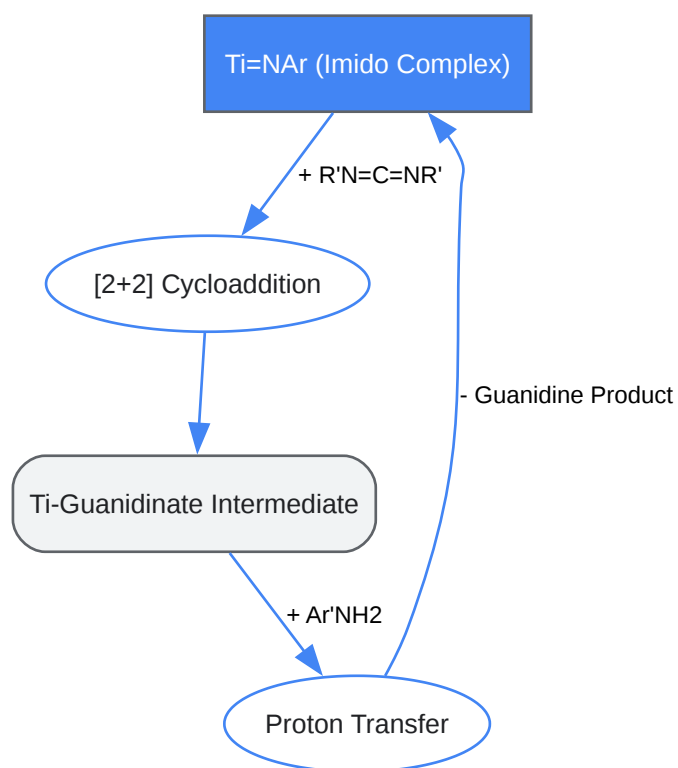 Ti=NAr (Imido Complex)
+ R'N=C=NR'
[2+2] Cycloaddition
- Guanidine Product
Ti-Guanidinate Intermediate
+ Ar'NH2
Proton Transfer